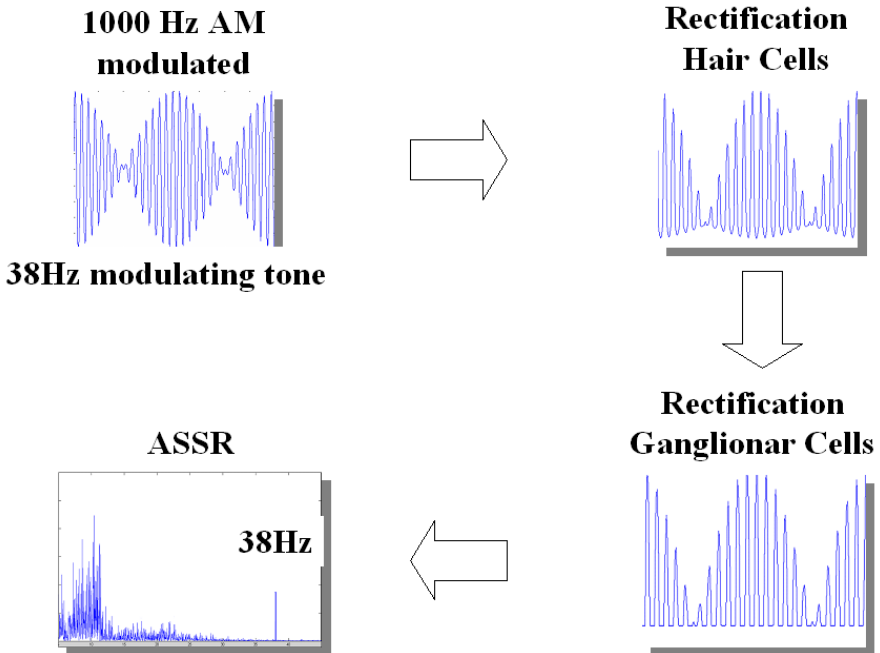 1000 Hz AM
modulated
38Hz modulating tone
Rectification
Hair Cells
Rectification
Ganglionar Cells
ASSR
38Hz